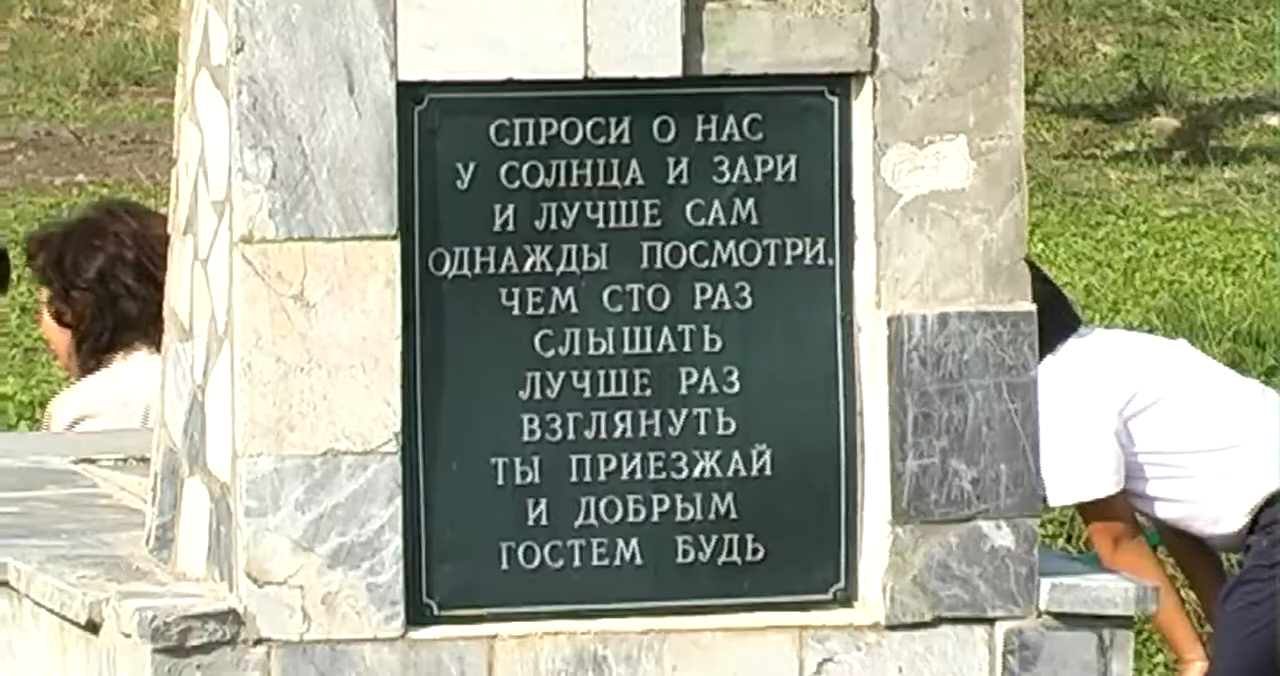 СПРОСИ О НАС
У СОЛНЦА И ЗАРИ
И ЛУЧШЕ САМ
ОДНАЖДЫ ПОСМОТРИ,
ЧЕМ СТО РАЗ
СЛЫШАТЬ
ЛУЧШЕ РАЗ
ВЗГЛЯНУТЬ
ТЫ ПРИЕЗЖАЙ
И ДОБРЫМ
ГОСТЕМ БУДЬ